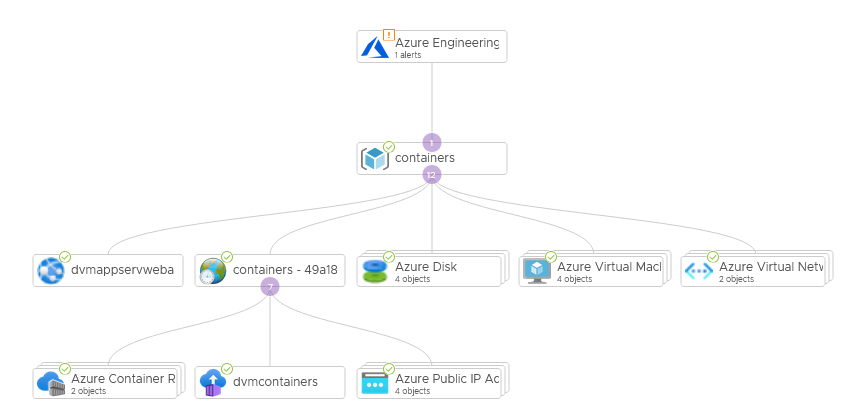 !
Azure Engineering
1 alerts
1
containers
12
dvmappservweba
containers - 49a18
Azure Disk
4 objects
Azure Virtual Macl
4 objects
Azure Virtual Netv
2 objects
7
Azure Container R
2 objects
dvmcontainers
Azure Public IP Ac
4 objects